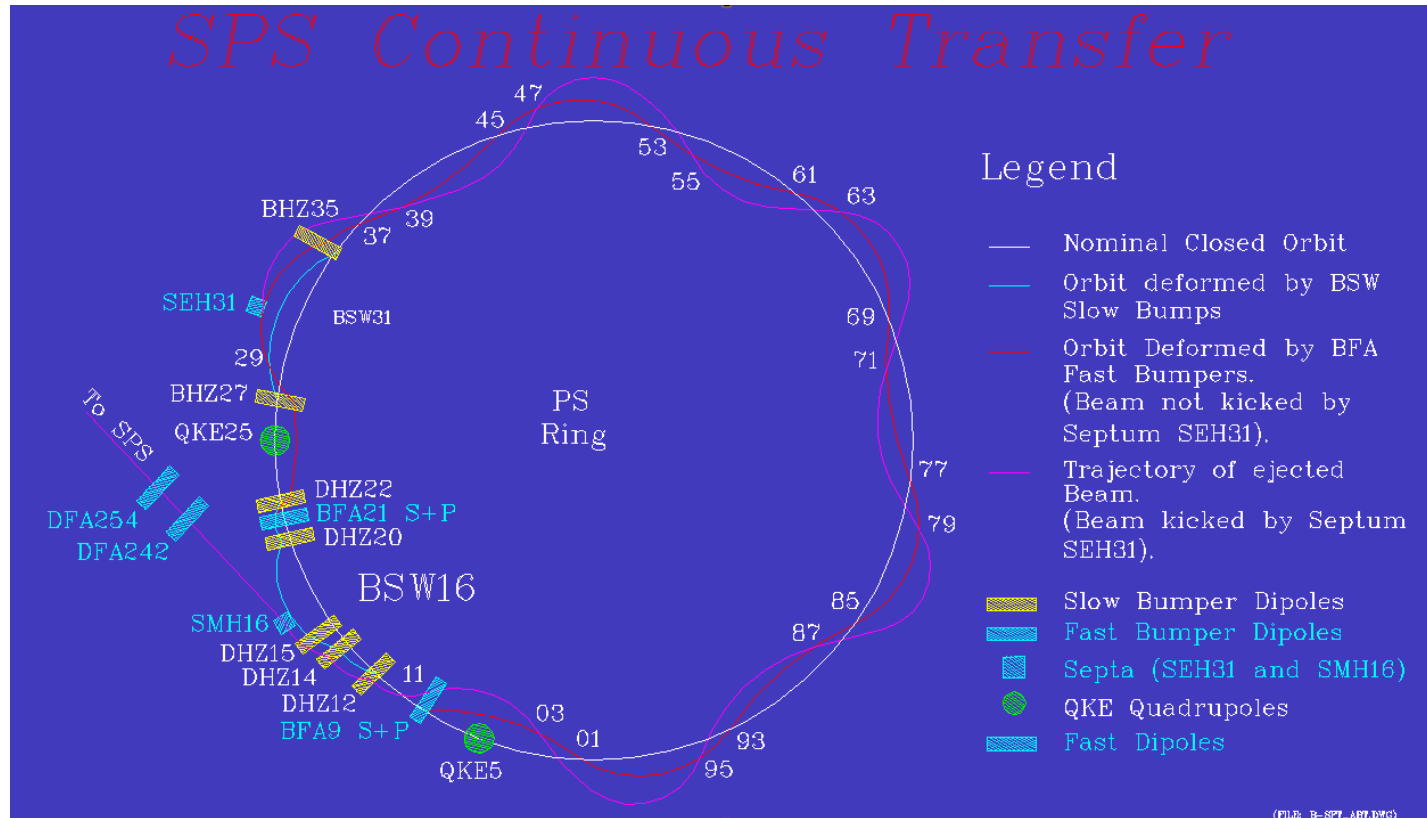 SPS Continuous Transfer
47
45
53
55
61
63
BHZ35
39
37
SEH31
BSW31
69
71
29
BHZ27
To SPS
QKE25
PS
Ring
77
79
DHZ22
BFA21 S+P
DHZ20
DFA254
DFA242
BSW16
SMH16
DHZ15
DHZ14
DHZ12
11
BFA9 S+P
QKE5
03
01
85
87
93
95
Legend
Nominal Closed Orbit
Orbit deformed by BSW
Slow Bumps
Orbit Deformed by BFA
Fast Bumpers.
(Beam not kicked by
Septum SEH31).
Trajectory of ejected
Beam.
(Beam kicked by Septum
SEH31).
Slow Bumper Dipoles
Fast Bumper Dipoles
Septa (SEH31 and SMH16)
QKE Quadrupoles
Fast Dipoles